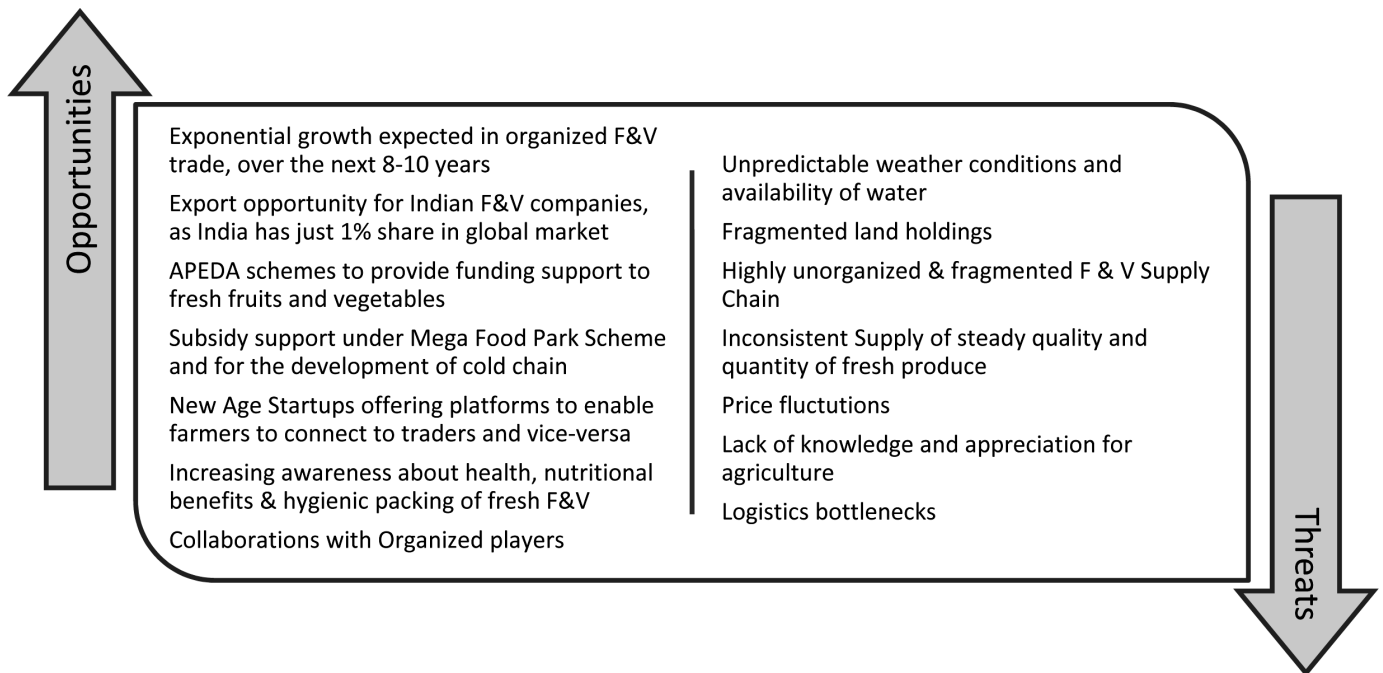 Opportunities
Exponential growth expected in organized F&V
trade, over the next 8-10 years
Export opportunity for Indian F&V companies,
as India has just 1% share in global market
APEDA schemes to provide funding support to
fresh fruits and vegetables
Subsidy support under Mega Food Park Scheme
and for the development of cold chain
New Age Startups offering platforms to enable
farmers to connect to traders and vice-versa
Increasing awareness about health, nutritional
benefits & hygienic packing of fresh F&V
Collaborations with Organized players
Unpredictable weather conditions and
availability of water
Fragmented land holdings
Highly unorganized & fragmented F & V Supply
Chain
Inconsistent Supply of steady quality and
quantity of fresh produce
Price fluctutions
Lack of knowledge and appreciation for
agriculture
Logistics bottlenecks
Threats